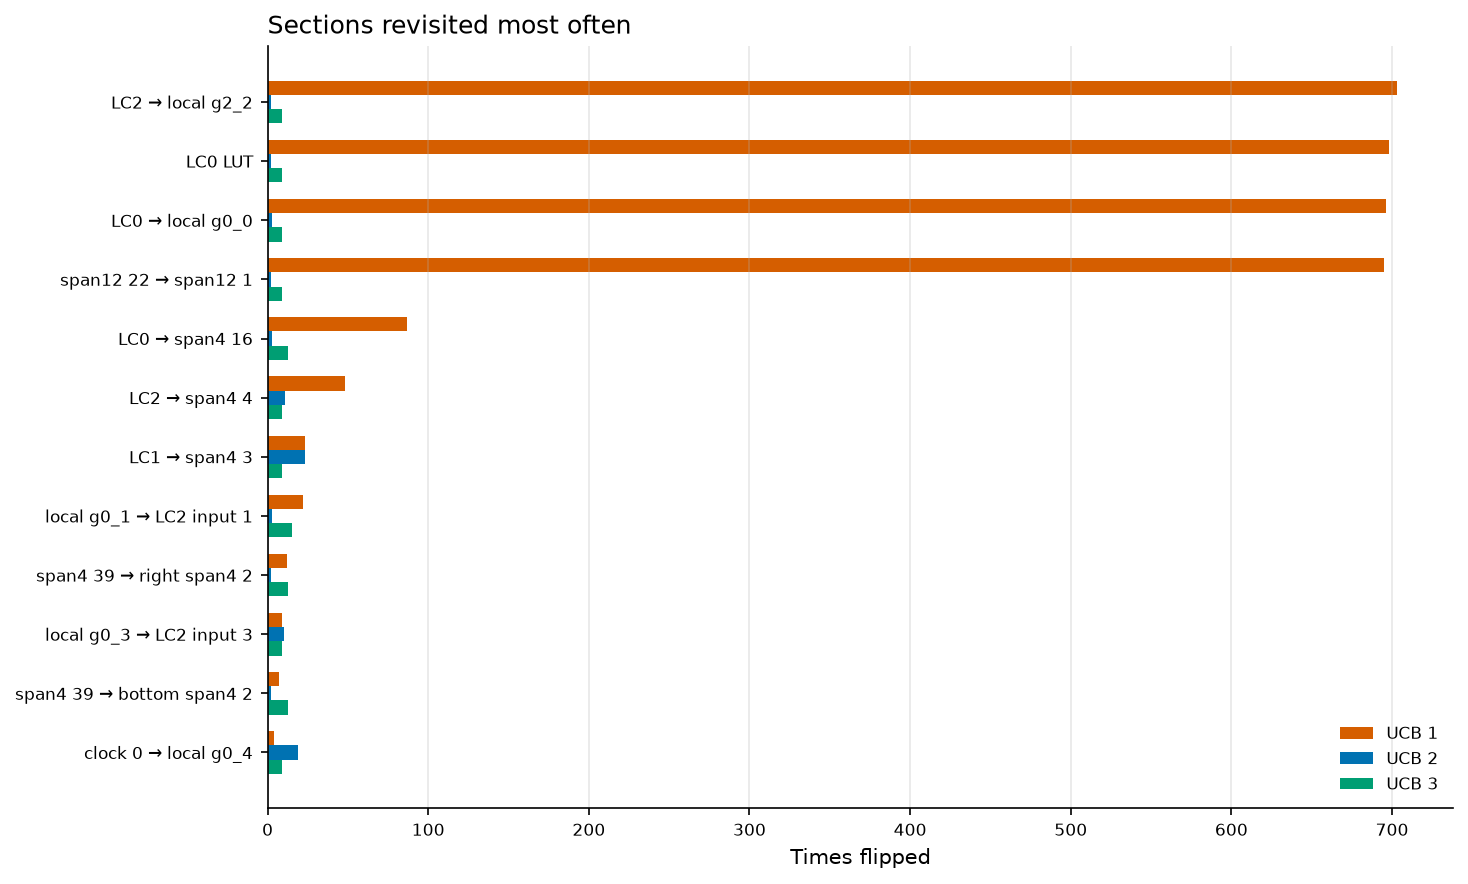 Sections revisited most often
LC2 → local g2_2
LC0 LUT
LC0 → local g0_0
span12 22 → span12 1
LC0 → span4 16
LC2 → span4 4
LC1 → span4 3
local g0_1 → LC2 input 1
span4 39 → right span4 2
local g0_3 → LC2 input 3
span4 39 → bottom span4 2
clock 0 → local g0_4
UCB 1
UCB 2
UCB 3
0 100 200 300 400 500 600 700
Times flipped